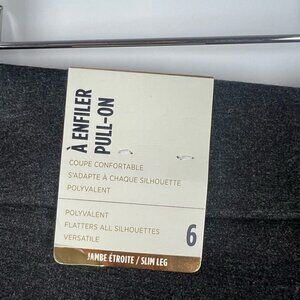 À ENFILER
PULL-ON
COUPE CONFORTABLE
S'ADAPTE À CHAQUE SILHOUETTE
POLYVALENT
POLYVALENT
FLATTERS ALL SILHOUETTES
VERSATILE
6
JAMBE ÉTROITE / SLIM LEG